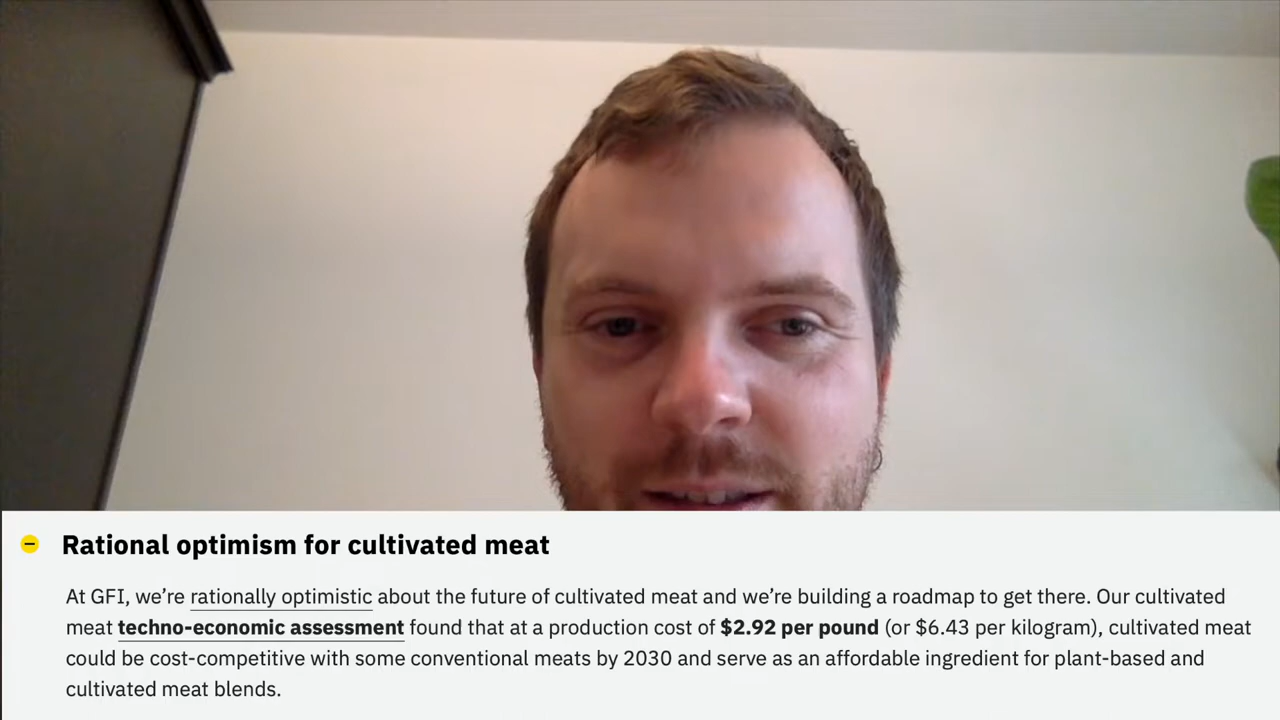 Rational optimism for cultivated meat
At GFI, we’re rationally optimistic about the future of cultivated meat and we’re building a roadmap to get there. Our cultivated
meat techno-economic assessment found that at a production cost of $2.92 per pound (or $6.43 per kilogram), cultivated meat
could be cost-competitive with some conventional meats by 2030 and serve as an affordable ingredient for plant-based and
cultivated meat blends.